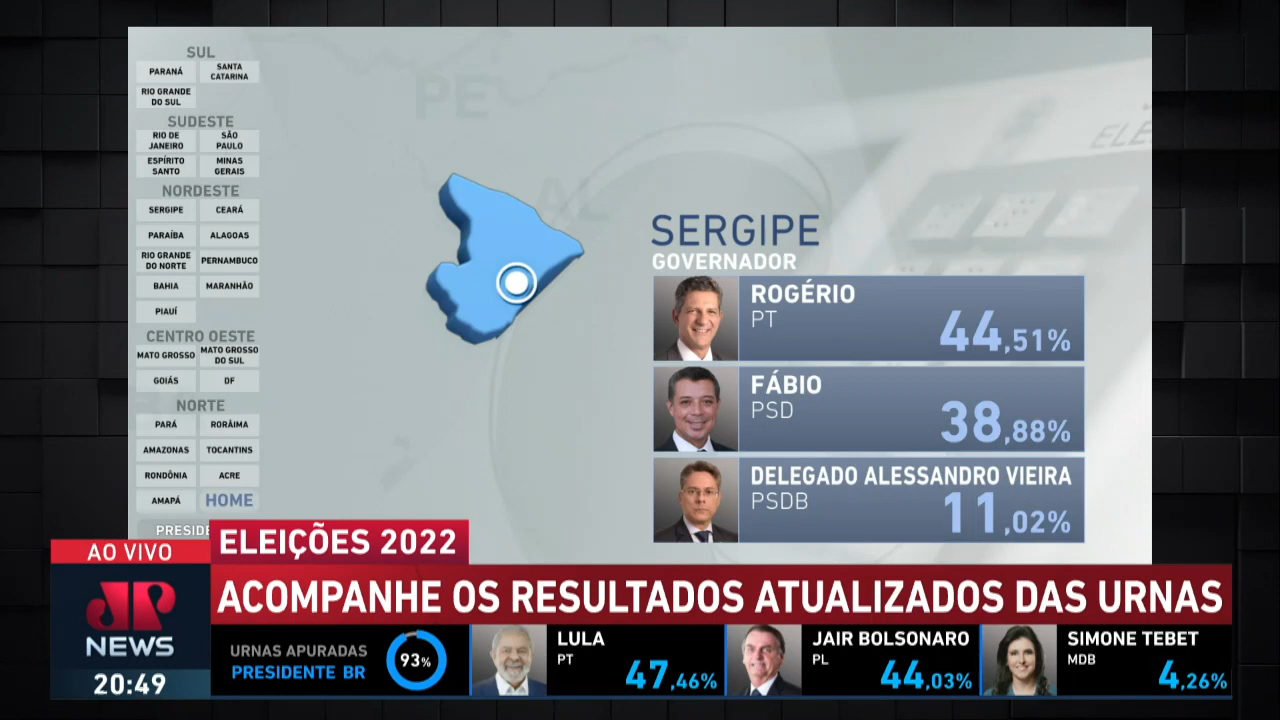 SUL
PARANÁ
SANTA
CATARINA
RIO GRANDE
DO SUL
SUDESTE
RIO DE
JANEIRO
SÃO
PAULO
ESPÍRITO
SANTO
MINAS
GERAIS
NORDESTE
SERGIPE
CEARÁ
PARAÍBA
ALAGOAS
RIO GRANDE
DO NORTE
PERNAMBUCO
BAHIA
MARANHÃO
PIAUÍ
CENTRO OESTE
MATO GROSSO
MATO GROSSO
DO SUL
GOIÁS
DF
NORTE
PARÁ
RORÂIMA
AMAZONAS
TOCANTINS
RONDÔNIA
ACRE
AMAPÁ
HOME
PRESIDE
PE
AL
ELE
SERGIPE
GOVERNADOR
ROGÉRIO
PT
44,51%
FÁBIO
PSD
38,88%
DELEGADO ALESSANDRO VIEIRA
PSDB
11,02%
AO VIVO
ELEIÇÕES 2022
JP
NEWS
20:49
ACOMPANHE OS RESULTADOS ATUALIZADOS DAS URNAS
URNAS APURADAS
PRESIDENTE BR
93%
LULA
PT
47,46%
JAIR BOLSONARO
PL
44,03%
SIMONE TEBET
MDB
4,26%